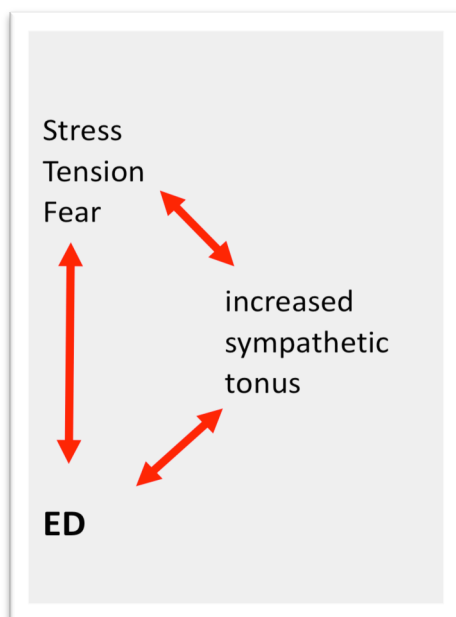 Stress
Tension
Fear
increased
sympathetic
tonus
ED